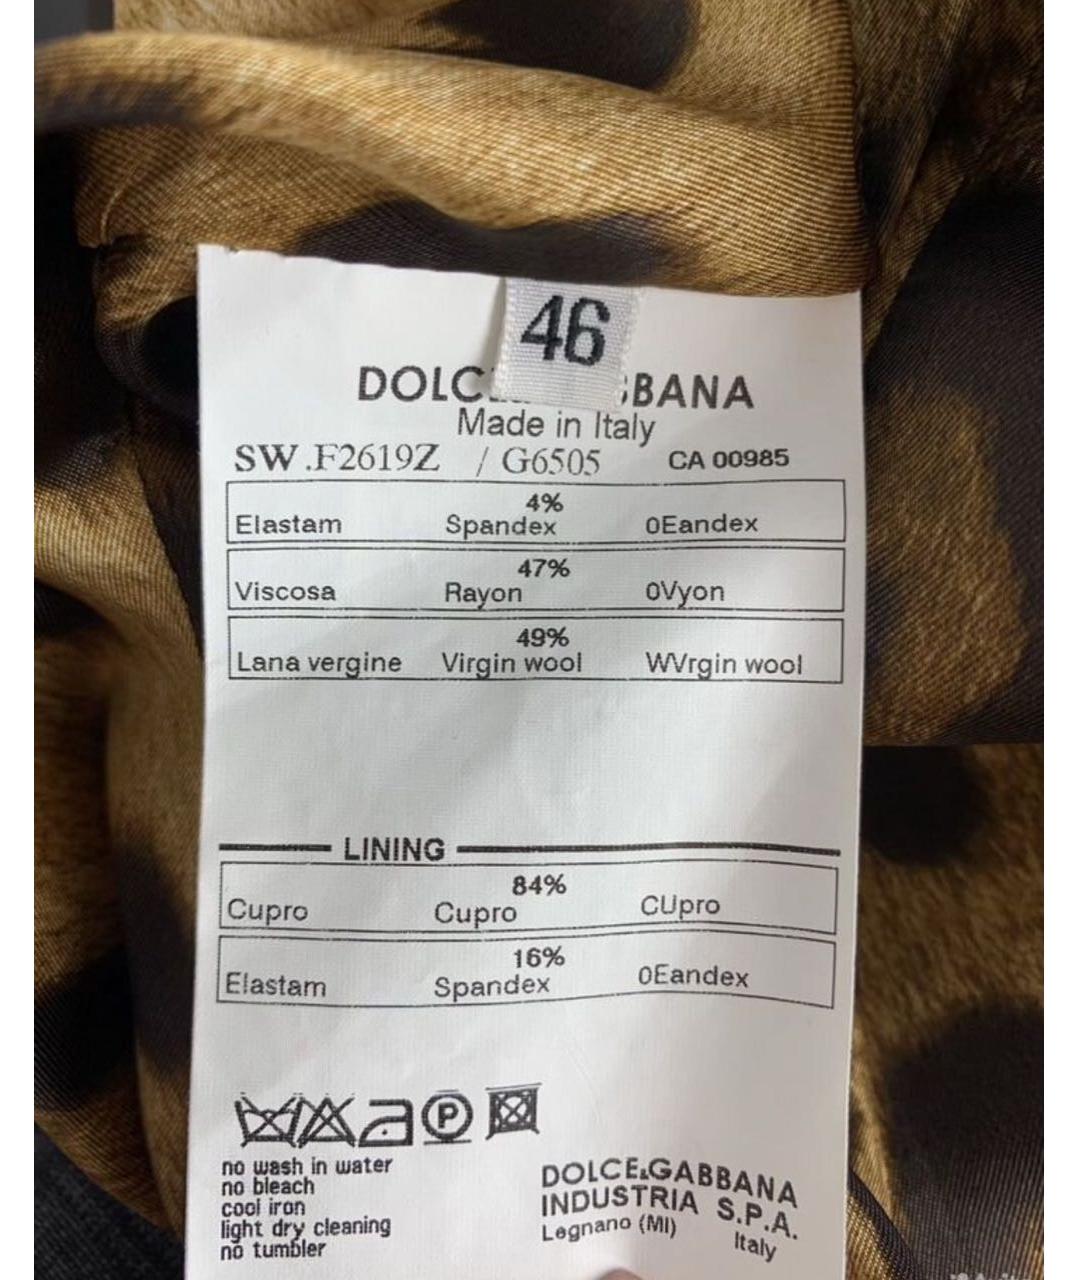 46
DOLC BANA
Made in Italy
SW.F2619Z / G6505 CA 00985
4%
Elastam Spandex 0Eandex
47%
Viscosa Rayon 0Vyon
49%
Lana vergine Virgin wool WVrgin wool
LINING
84%
Cupro Cupro CUpro
16%
Elastam Spandex 0Eandex
P
no wash in water
no bleach
cool iron
light dry cleaning
no tumbler
DOLCE&GABBANA
INDUSTRIA S.P.A.
Legnano (MI)
Italy